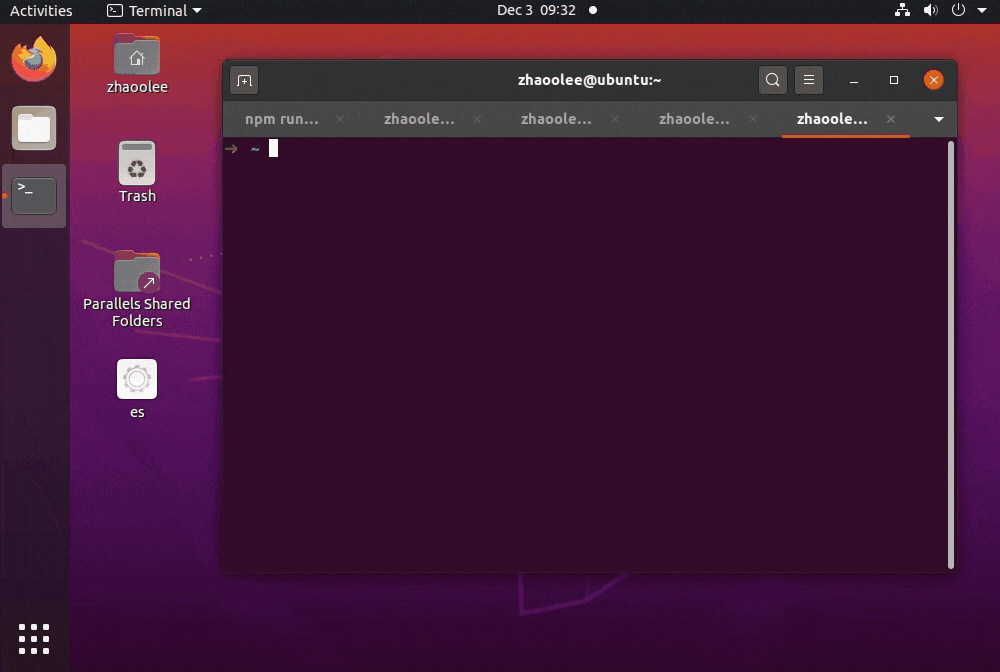 Activities
Terminal
Dec 3 09:32
zhaoolee
Trash
Parallels Shared
Folders
es
zhaoolee@ubuntu:~
npm run...
zhaoole...
zhaoole...
zhaoole...
zhaoole...
→ ~